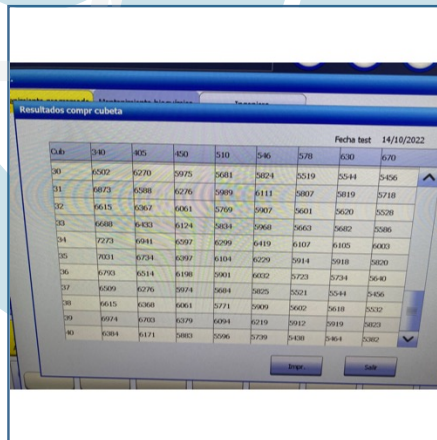 Resultados compr cubeta
Fecha test 14/10/2022
Cub 340 405 450 510 546 578 630 670
30 6502 6270 5975 5681 5824 5519 5544 5456
31 6873 6588 6276 5989 6111 5807 5819 5718
32 6615 6367 6061 5769 5907 5601 5620 5528
33 6688 6433 6124 5834 5968 5663 5682 5586
34 7273 6941 6597 6299 6419 6107 6105 6003
35 7031 6734 6397 6104 6229 5914 5918 5820
36 6793 6514 6198 5901 6032 5723 5734 5640
37 6509 6276 5974 5684 5825 5521 5544 5456
38 6615 6368 6061 5771 5909 5602 5618 5532
39 6974 6703 6379 6094 6219 5912 5919 5823
40 6384 6171 5883 5596 5739 5438 5464 5382
Impr. Salir